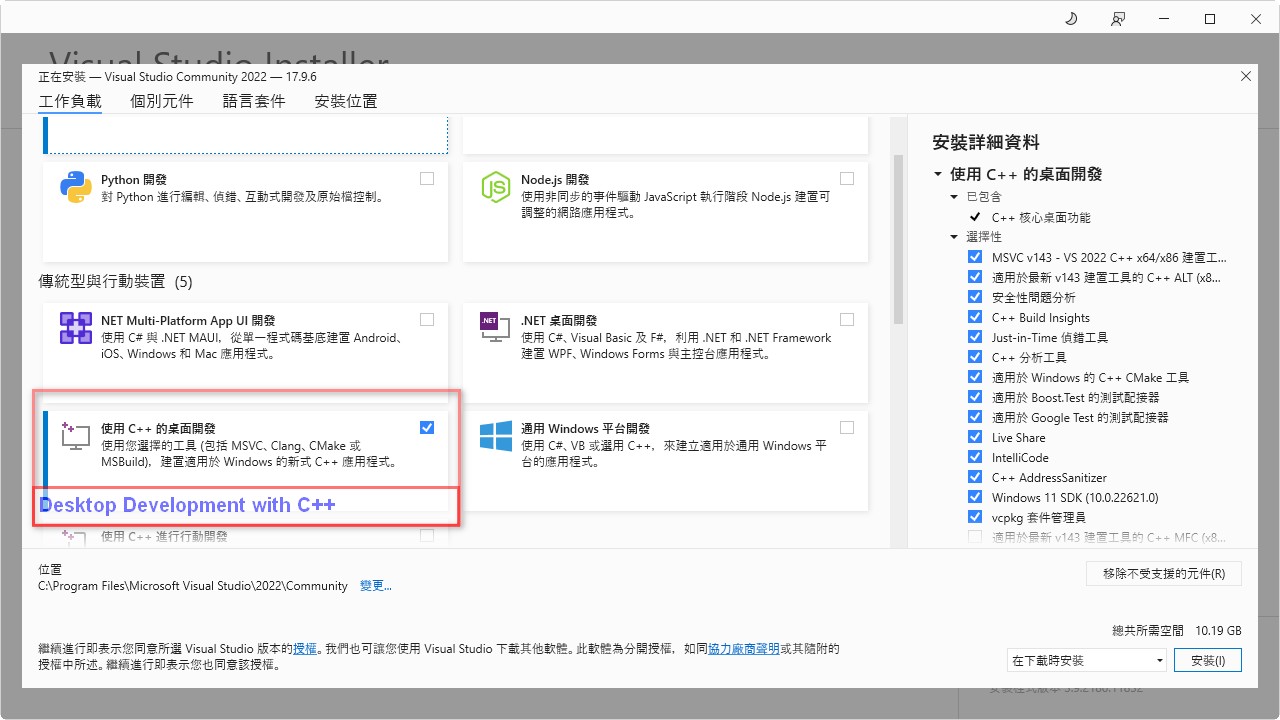 Visual Studio Installer
正在安裝 — Visual Studio Community 2022 — 17.9.6
工作負載 個別元件 語言套件 安裝位置
Python 開發
對 Python 進行編輯、偵錯、互動式開發及原始檔控制。
Node.js 開發
使用非同步的事件驅動 JavaScript 執行階段 Node.js 建置可
調整的網路應用程式。
傳統型與行動裝置 (5)
NET Multi-Platform App UI 開發
使用 C# 與 .NET MAUI，從單一程式碼基底建置 Android、
iOS、Windows 和 Mac 應用程式。
.NET
.NET 桌面開發
使用 C#、Visual Basic 及 F#，利用 .NET 和 .NET Framework
建置 WPF、Windows Forms 與主控台應用程式。
使用 C++ 的桌面開發
使用您選擇的工具 (包括 MSVC、Clang、CMake 或
MSBuild)，建置適用於 Windows 的新式 C++ 應用程式。
Desktop Development with C++
通用 Windows 平台開發
使用 C#、VB 或選用 C++，來建立適用於通用 Windows 平
台的應用程式。
使用 C++ 進行行動開發
安裝詳細資料
使用 C++ 的桌面開發
已包含
C++ 核心桌面功能
選擇性
MSVC v143 - VS 2022 C++ x64/x86 建置工...
適用於最新 v143 建置工具的 C++ ALT (x8...
安全性問題分析
C++ Build Insights
Just-in-Time 偵錯工具
C++ 分析工具
適用於 Windows 的 C++ CMake 工具
適用於 Boost.Test 的測試配接器
適用於 Google Test 的測試配接器
Live Share
IntelliCode
C++ AddressSanitizer
Windows 11 SDK (10.0.22621.0)
vcpkg 套件管理員
適用於最新 v143 建置工具的 C++ MFC (x8...
位置
C:\Program Files\Microsoft Visual Studio\2022\Community 變更...
移除不受支援的元件(R)
總共所需空間 10.19 GB
繼續進行即表示您同意所選 Visual Studio 版本的授權。我們也可讓您使用 Visual Studio 下載其他軟體。此軟體為分開授權，如同協力廠商聲明或其隨附的
授權中所述。繼續進行即表示您也同意該授權。
在下載時安裝 安裝(I)